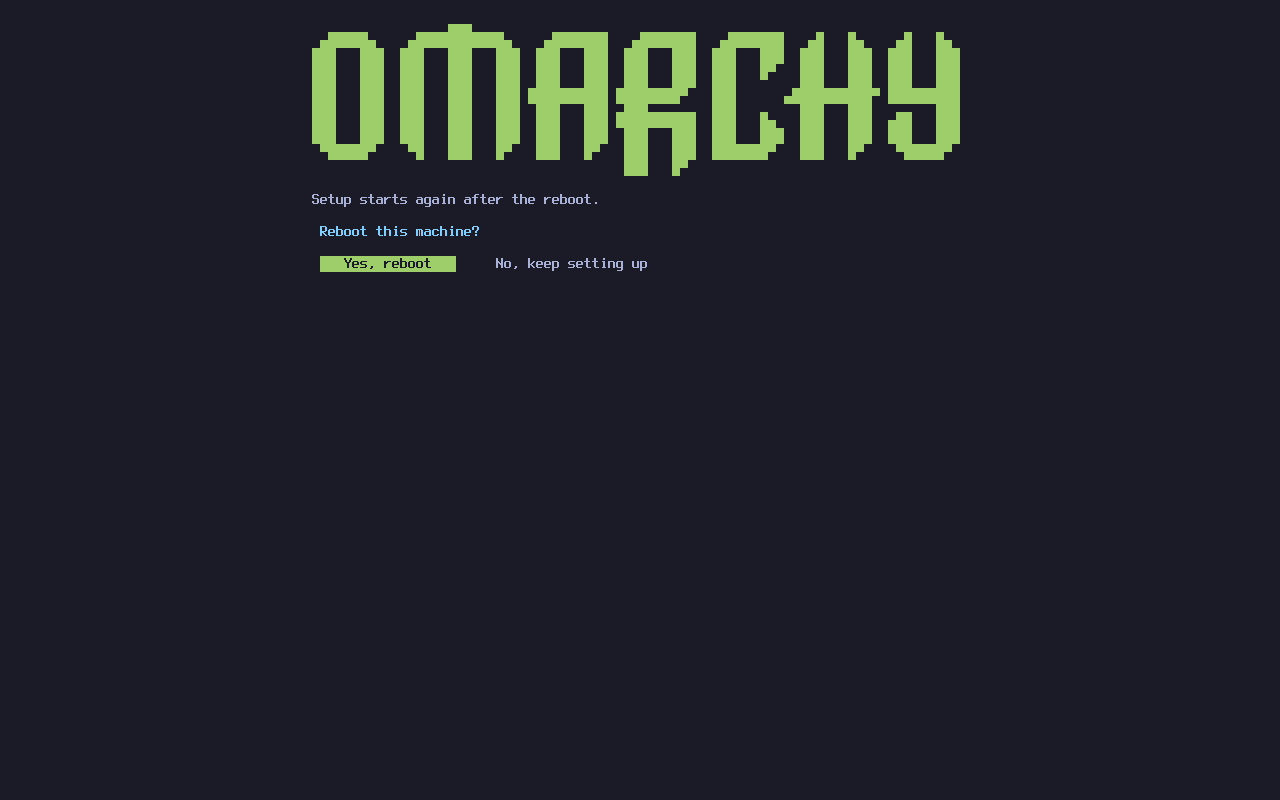 OMARCHY
Setup starts again after the reboot.
Reboot this machine?
Yes, reboot
No, keep setting up